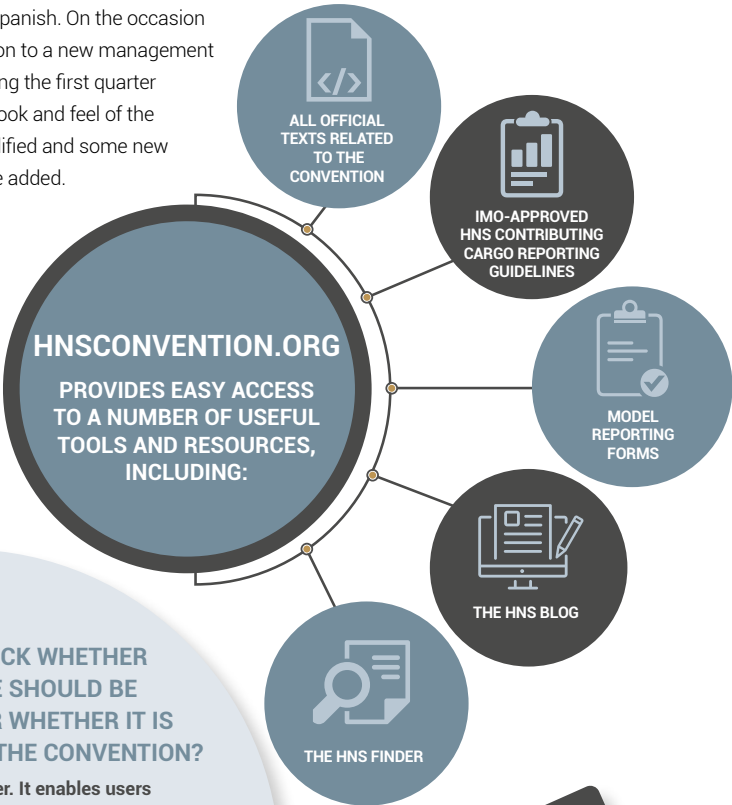 panish. On the occasion
on to a new management
ng the first quarter
ook and feel of the
lified and some new
e added.
ALL OFFICIAL
TEXTS RELATED
TO THE
CONVENTION
IMO-APPROVED
HNS CONTRIBUTING
CARGO REPORTING
GUIDELINES
HNSCONVENTION.ORG
PROVIDES EASY ACCESS
TO A NUMBER OF USEFUL
TOOLS AND RESOURCES,
INCLUDING:
MODEL
REPORTING
FORMS
THE HNS BLOG
THE HNS FINDER
CK WHETHER
E SHOULD BE
R WHETHER IT IS
THE CONVENTION?
er. It enables users